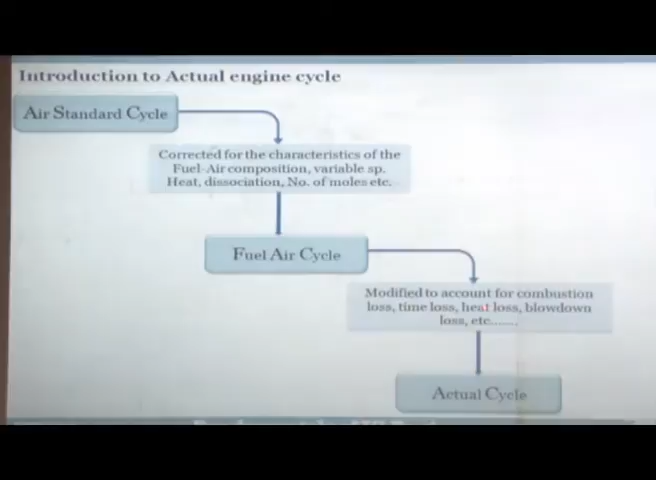 Introduction to Actual engine cycle
Air Standard Cycle
Corrected for the characteristics of the
Fuel-Air composition, variable sp.
Heat, dissociation, No. of moles etc.
Fuel Air Cycle
Modified to account for combustion
loss, time loss, heat loss, blowdown
loss, etc.......
Actual Cycle